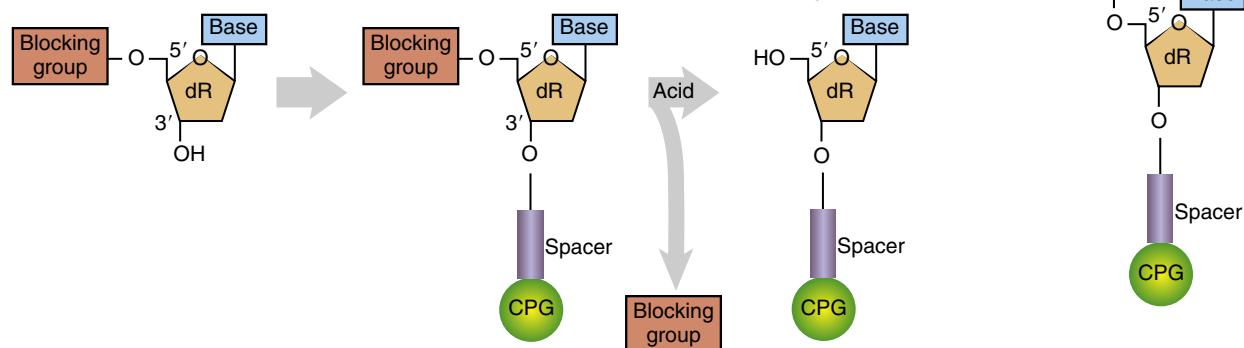 Blocking
group
O
5′
O
Base
dR
3′
OH
Blocking
group
O
5′
O
Base
dR
3′
O
Spacer
CPG
Acid
Blocking
group
HO
5′
O
Base
dR
O
Spacer
CPG
O
5′
O
dR
O
Spacer
CPG